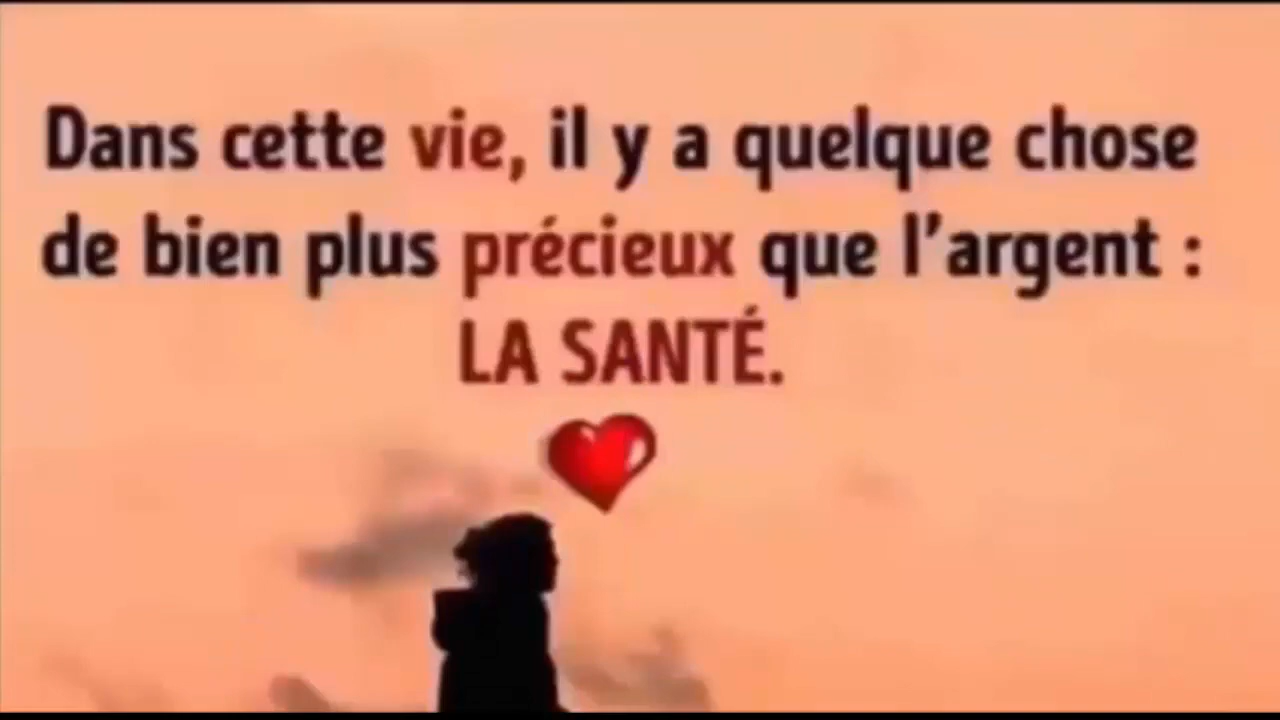 Dans cette vie, il y a quelque chose
de bien plus précieux que l’argent :
LA SANTÉ.